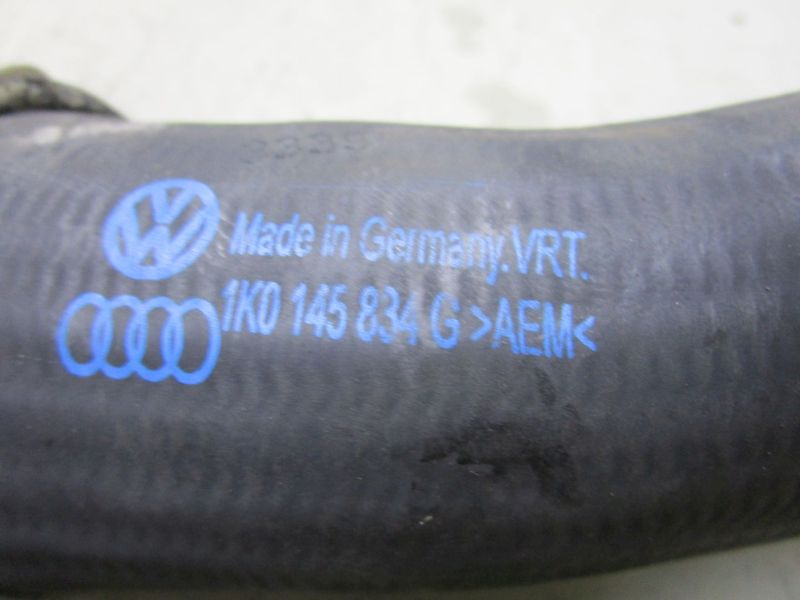 Made in Germany.VRT.
1K0 145 834 G >AEM<